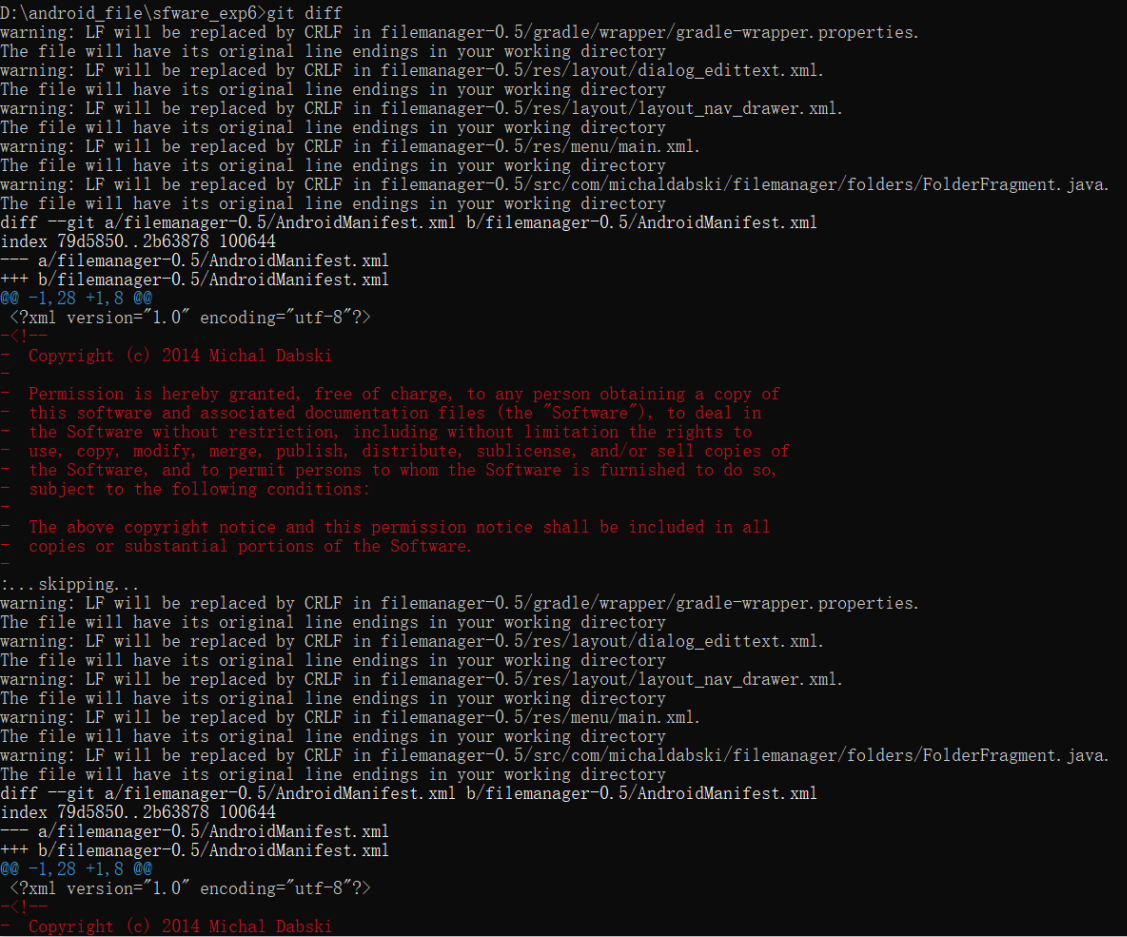 D:\android_file\sfware_exp6>git diff
warning: LF will be replaced by CRLF in filemanager-0.5/gradle/wrapper/gradle-wrapper.properties.
The file will have its original line endings in your working directory
warning: LF will be replaced by CRLF in filemanager-0.5/res/layout/dialog_edittext.xml.
The file will have its original line endings in your working directory
warning: LF will be replaced by CRLF in filemanager-0.5/res/layout/layout_nav_drawer.xml.
The file will have its original line endings in your working directory
warning: LF will be replaced by CRLF in filemanager-0.5/res/menu/main.xml.
The file will have its original line endings in your working directory
warning: LF will be replaced by CRLF in filemanager-0.5/src/com/michaldabski/filemanager/folders/FolderFragment.java.
The file will have its original line endings in your working directory
diff --git a/filemanager-0.5/AndroidManifest.xml b/filemanager-0.5/AndroidManifest.xml
index 79d5850..2b63878 100644
--- a/filemanager-0.5/AndroidManifest.xml
+++ b/filemanager-0.5/AndroidManifest.xml
@@ -1,28 +1,8 @@
 <?xml version="1.0" encoding="utf-8"?>
-<!--
-  Copyright (c) 2014 Michal Dabski
-
-  Permission is hereby granted, free of charge, to any person obtaining a copy of
-  this software and associated documentation files (the "Software"), to deal in
-  the Software without restriction, including without limitation the rights to
-  use, copy, modify, merge, publish, distribute, sublicense, and/or sell copies of
-  the Software, and to permit persons to whom the Software is furnished to do so,
-  subject to the following conditions:
-
-  The above copyright notice and this permission notice shall be included in all
-  copies or substantial portions of the Software.
-
:...skipping...
warning: LF will be replaced by CRLF in filemanager-0.5/gradle/wrapper/gradle-wrapper.properties.
The file will have its original line endings in your working directory
warning: LF will be replaced by CRLF in filemanager-0.5/res/layout/dialog_edittext.xml.
The file will have its original line endings in your working directory
warning: LF will be replaced by CRLF in filemanager-0.5/res/layout/layout_nav_drawer.xml.
The file will have its original line endings in your working directory
warning: LF will be replaced by CRLF in filemanager-0.5/res/menu/main.xml.
The file will have its original line endings in your working directory
warning: LF will be replaced by CRLF in filemanager-0.5/src/com/michaldabski/filemanager/folders/FolderFragment.java.
The file will have its original line endings in your working directory
diff --git a/filemanager-0.5/AndroidManifest.xml b/filemanager-0.5/AndroidManifest.xml
index 79d5850..2b63878 100644
--- a/filemanager-0.5/AndroidManifest.xml
+++ b/filemanager-0.5/AndroidManifest.xml
@@ -1,28 +1,8 @@
 <?xml version="1.0" encoding="utf-8"?>
-<!--
-  Copyright (c) 2014 Michal Dabski